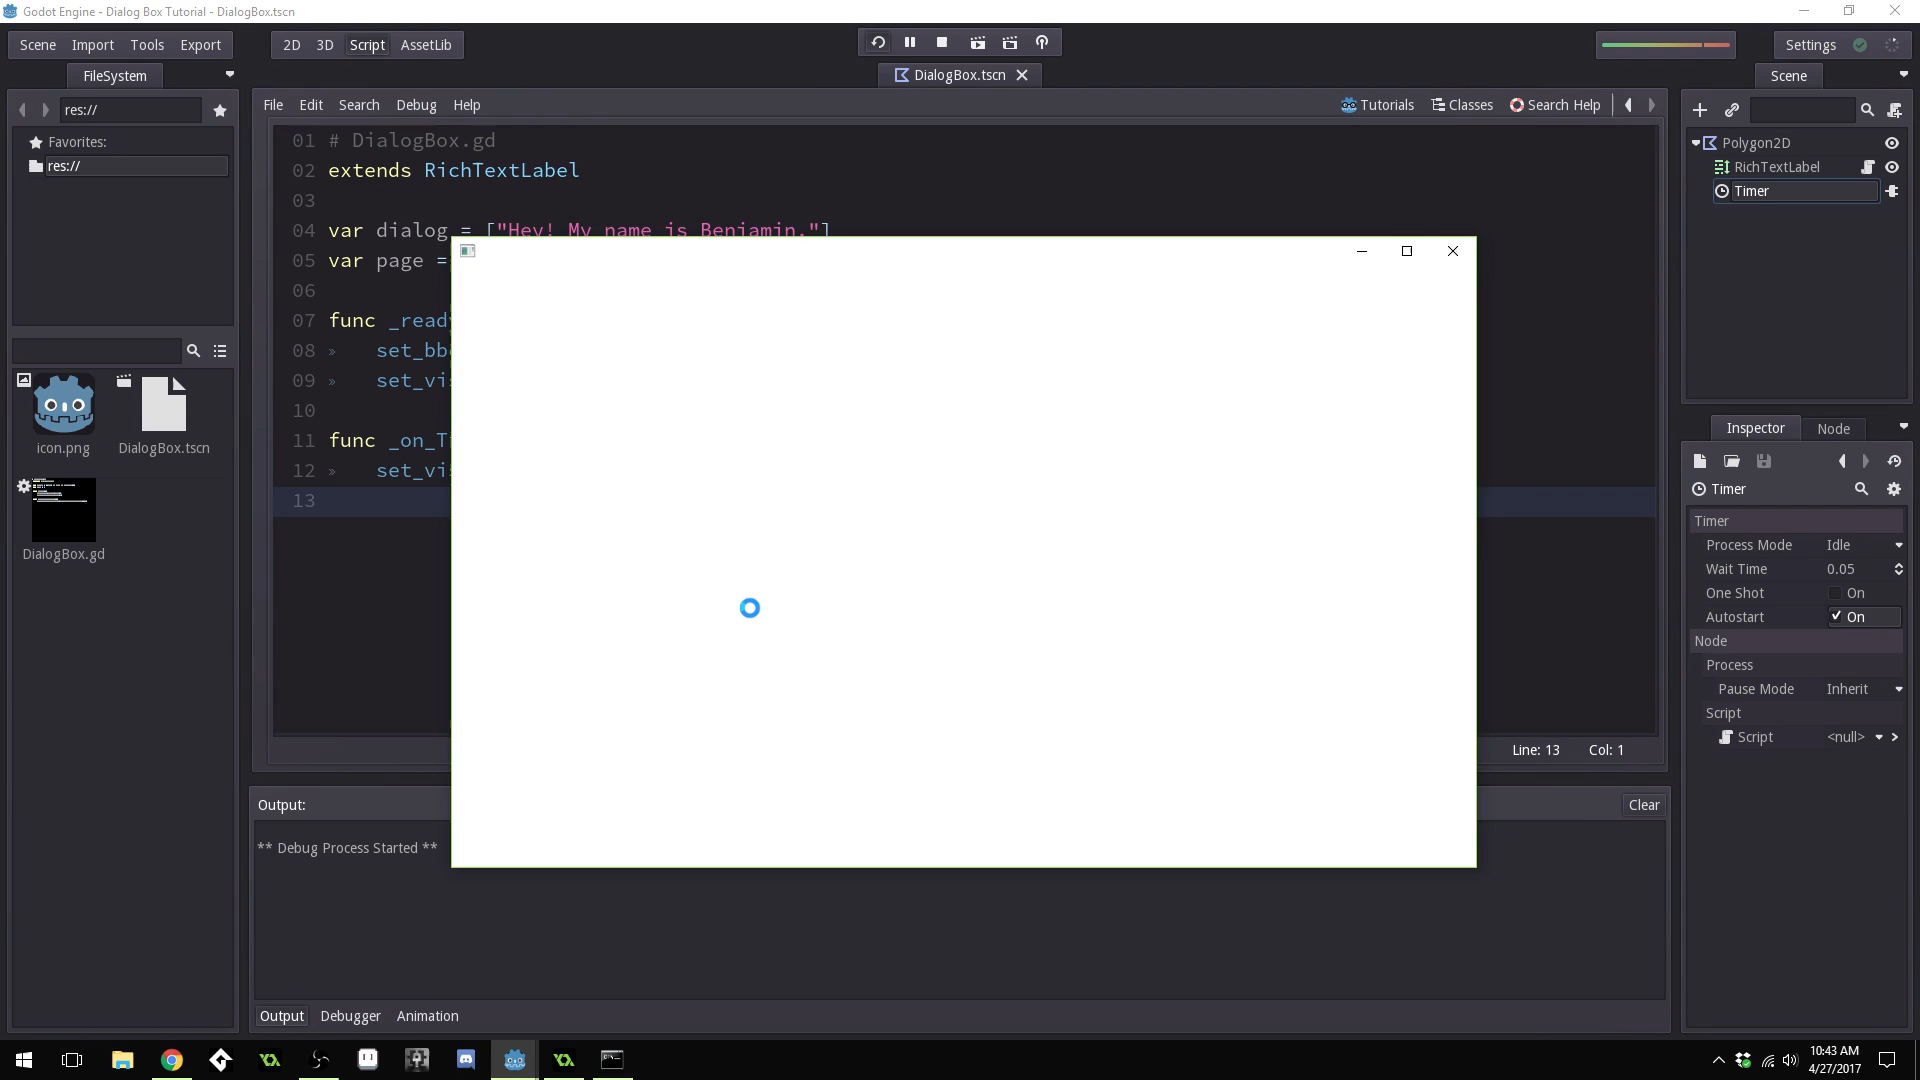 Godot Engine - Dialog Box Tutorial - DialogBox.tscn
Scene Import Tools Export
2D 3D Script AssetLib
Settings
FileSystem
DialogBox.tscn
Scene
res://
File Edit Search Debug Help
Tutorials Classes Search Help
Favorites:
res://
01 # DialogBox.gd
02 extends RichTextLabel
03
04 var dialog = ["Hey! My name is Benjamin."]
05 var page =
06
07 func _ready
08 » set_bb
09 » set_vi
10
11 func _on_T
12 » set_vi
13
Polygon2D
RichTextLabel
Timer
icon.png
DialogBox.tscn
DialogBox.gd
Inspector Node
Timer
Timer
Process Mode Idle
Wait Time 0.05
One Shot On
Autostart On
Node
Process
Pause Mode Inherit
Script
Script <null>
Line: 13 Col: 1
Output:
Clear
** Debug Process Started **
Output Debugger Animation
10:43 AM
4/27/2017